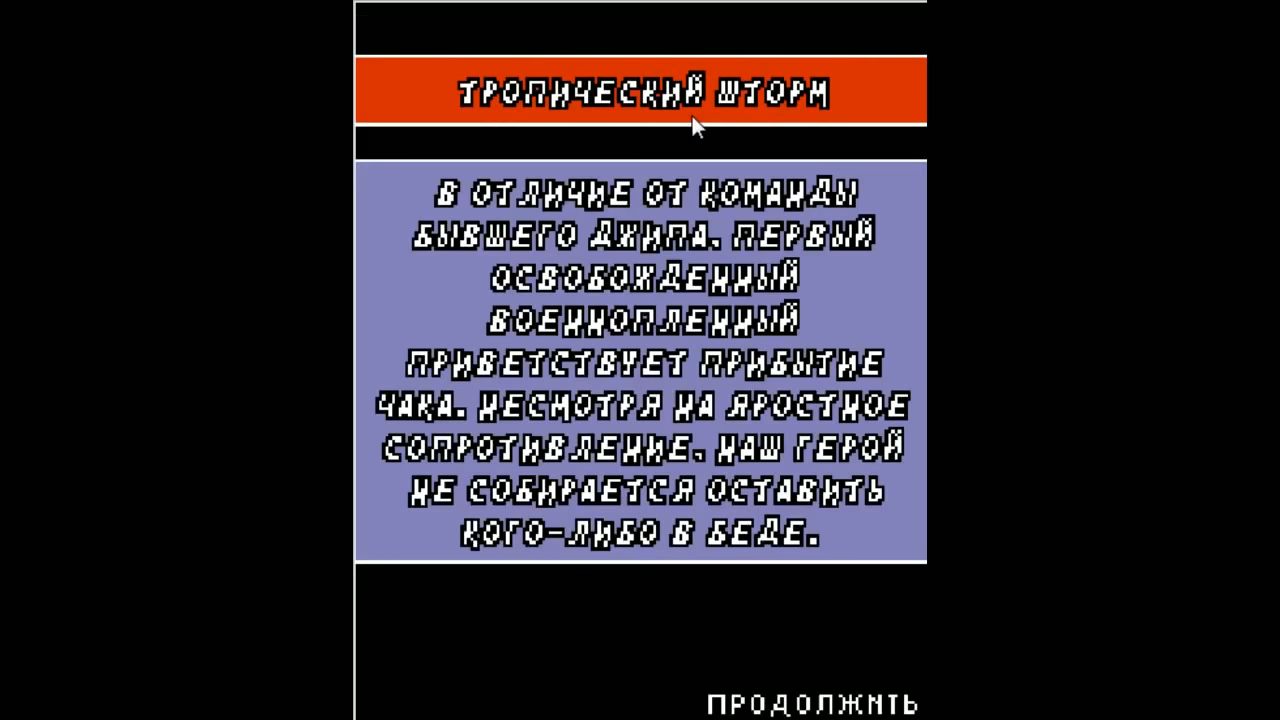 ТРОПИЧЕСКИЙ ШТОРМ
В ОТЛИЧИЕ ОТ КОМАНДЫ
БЫВШЕГО ДЖИПА, ПЕРВЫЙ
ОСВОБОЖДЕННЫЙ
ВОЕННОПЛЕННЫЙ
ПРИВЕТСТВУЕТ ПРИБЫТИЕ
ЧАКА. НЕСМОТРЯ НА ЯРОСТНОЕ
СОПРОТИВЛЕНИЕ, НАШ ГЕРОЙ
НЕ СОБИРАЕТСЯ ОСТАВИТЬ
КОГО-ЛИБО В БЕДЕ.
ПРОДОЛЖИТЬ